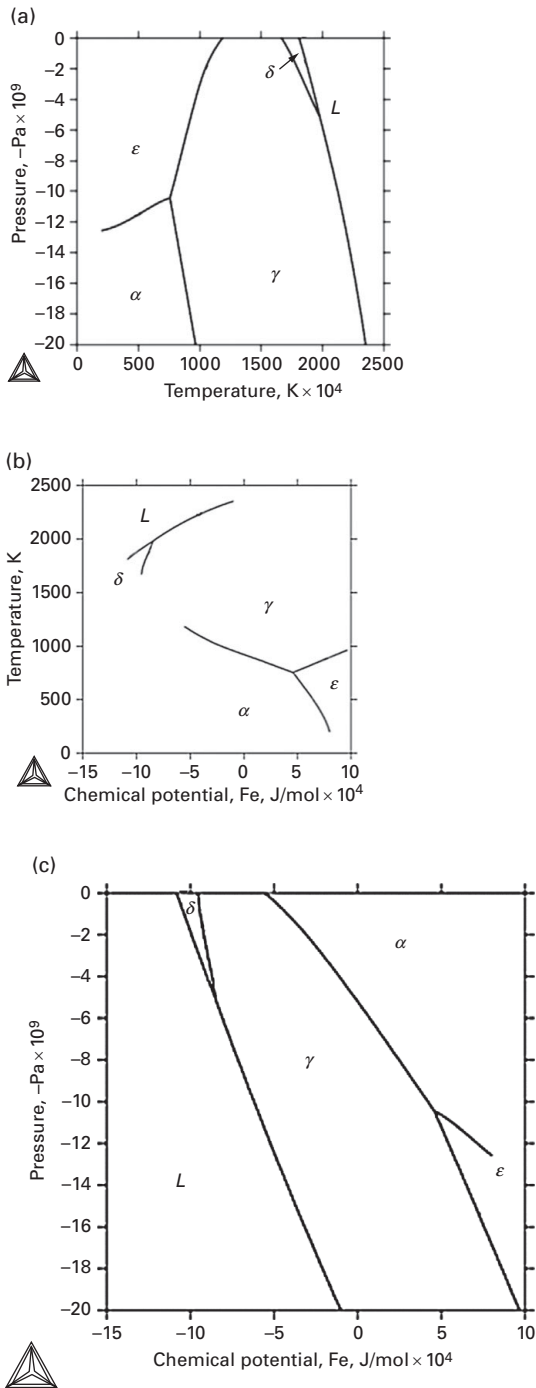 (a)
0
−2
−4
−6
−8
−10
−12
−14
−16
−18
−20
Pressure, −Pa × 10⁹
ε
δ
L
α
γ
0 500 1000 1500 2000 2500
Temperature, K × 10⁴
(b)
2500
2000
1500
1000
500
0
Temperature, K
L
δ
γ
ε
α
−15 −10 −5 0 5 10
Chemical potential, Fe, J/mol × 10⁴
(c)
0
−2
−4
−6
−8
−10
−12
−14
−16
−18
−20
Pressure, −Pa × 10⁹
δ
α
γ
ε
L
−15 −10 −5 0 5 10
Chemical potential, Fe, J/mol × 10⁴